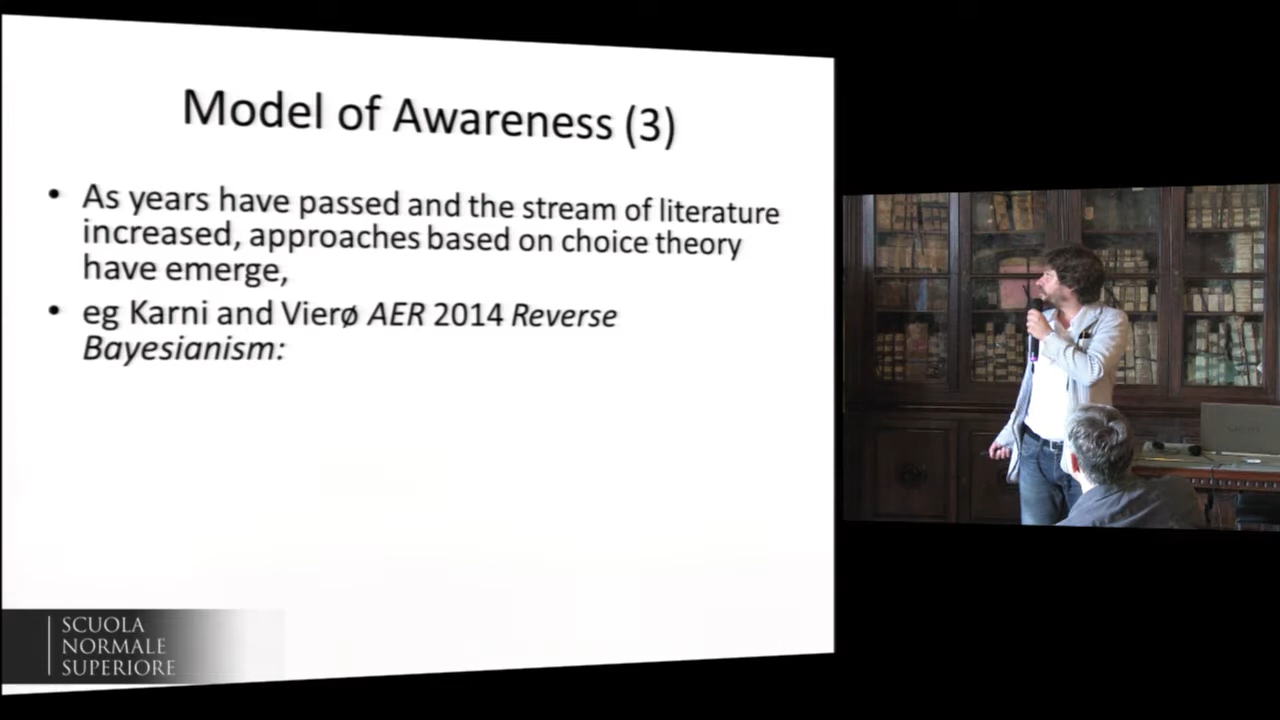 Model of Awareness (3)
• As years have passed and the stream of literature
increased, approaches based on choice theory
have emerge,
• eg Karni and Vierø AER 2014 Reverse
Bayesianism:
SCUOLA
NORMALE
SUPERIORE